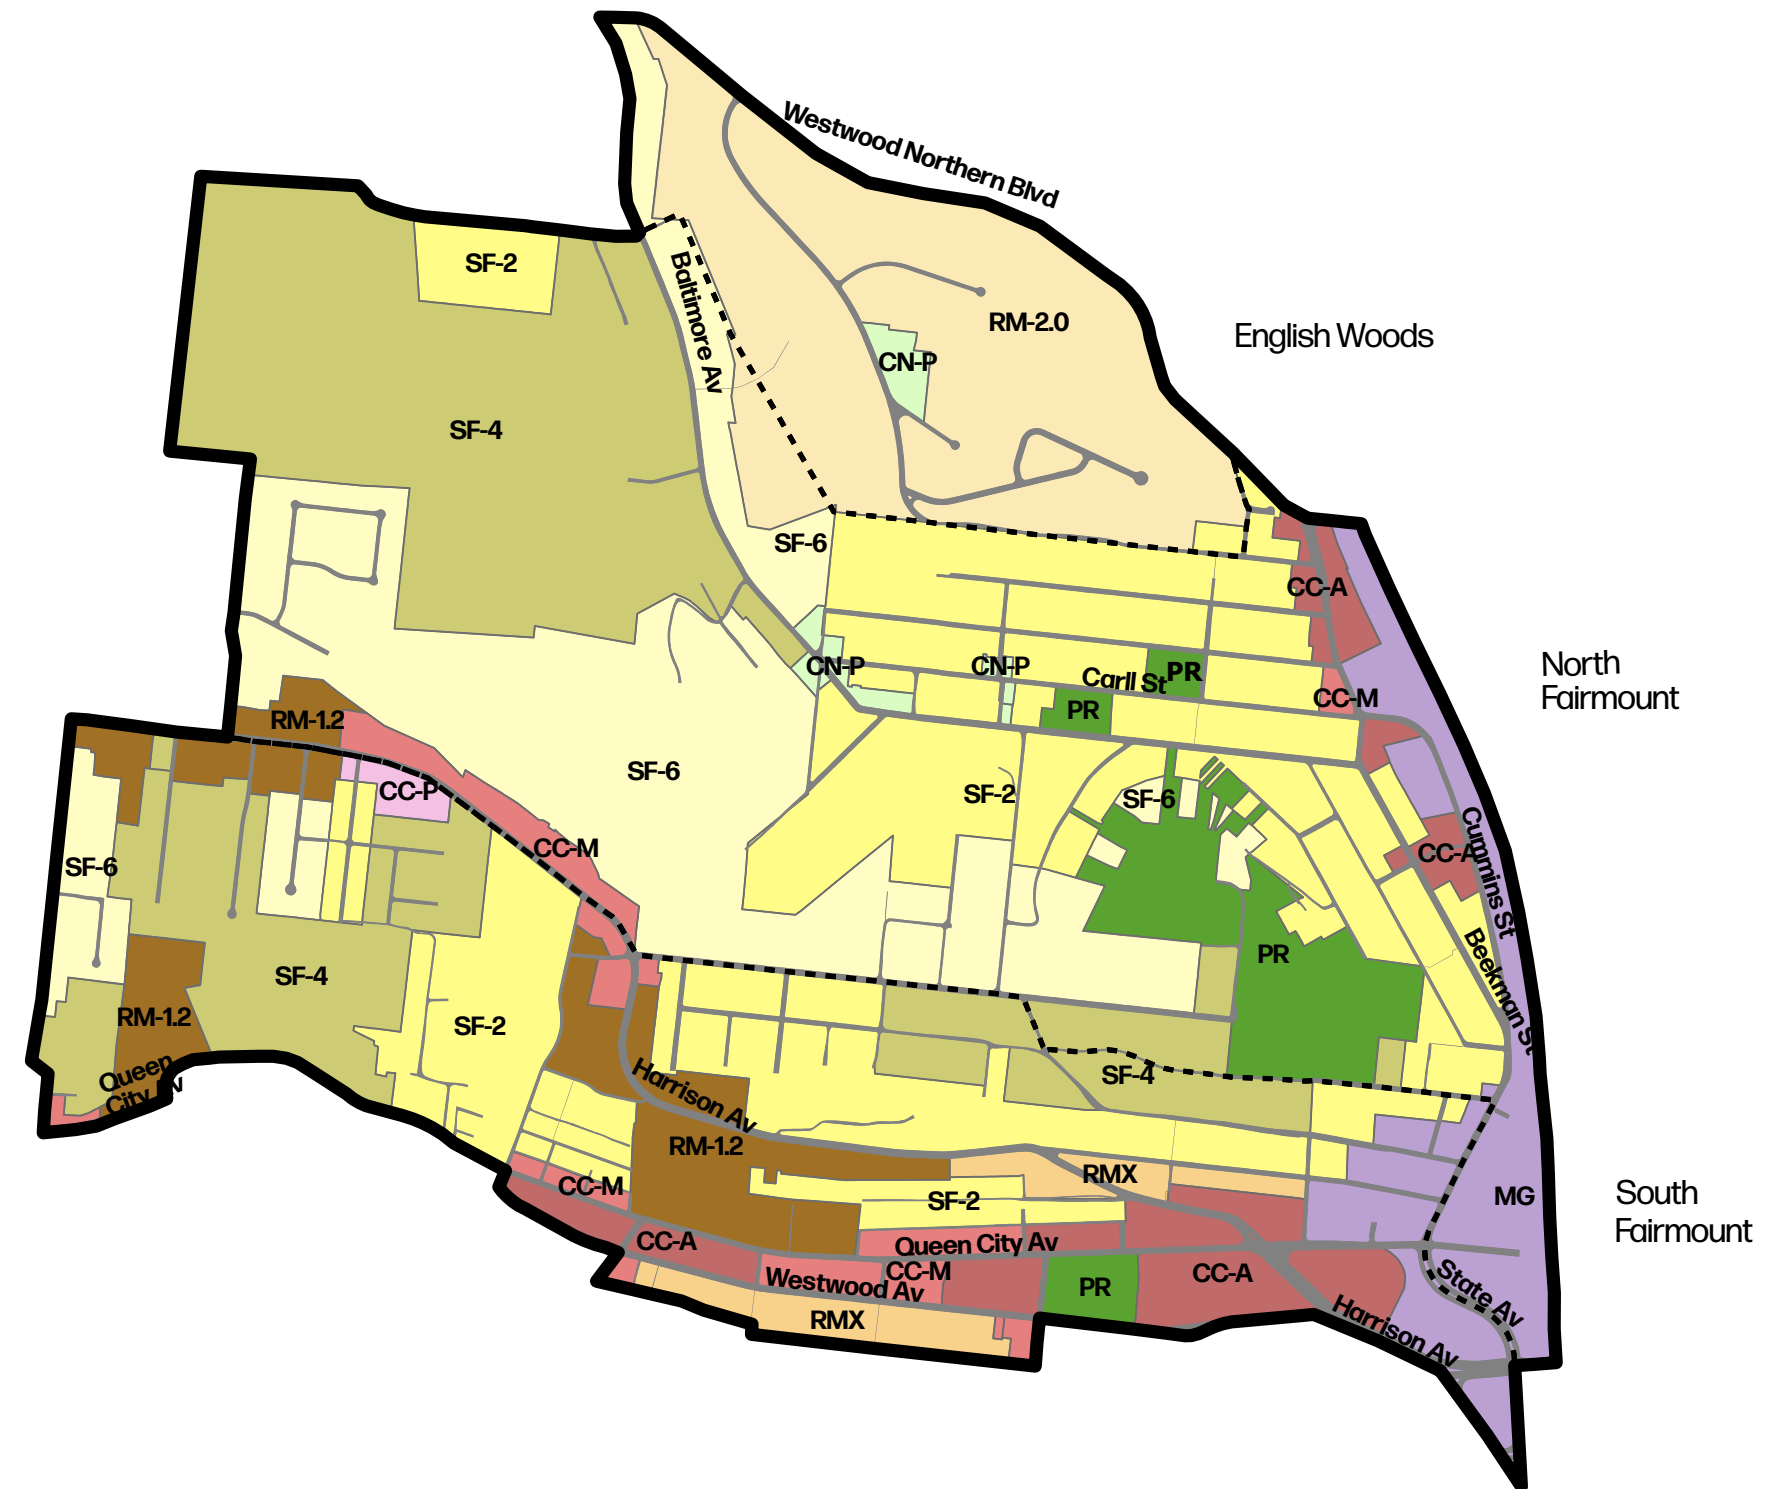 Westwood Northern Blvd
SF-2
Baltimore Av
RM-2.0
English Woods
CN-P
SF-4
SF-6
CC-A
CN-P
CN-P
Carll St
PR
North
Fairmount
CC-M
PR
RM-1.2
SF-6
CC-P
SF-2
SF-6
CC-M
SF-6
CC-A
Cummins St
PR
Beekman St
SF-4
RM-1.2
SF-2
Queen
City Av
Harrison Av
SF-4
RM-1.2
RMX
CC-M
SF-2
MG
South
Fairmount
CC-A
Queen City Av
CC-M
Westwood Av
PR
CC-A
State Av
RMX
Harrison Av